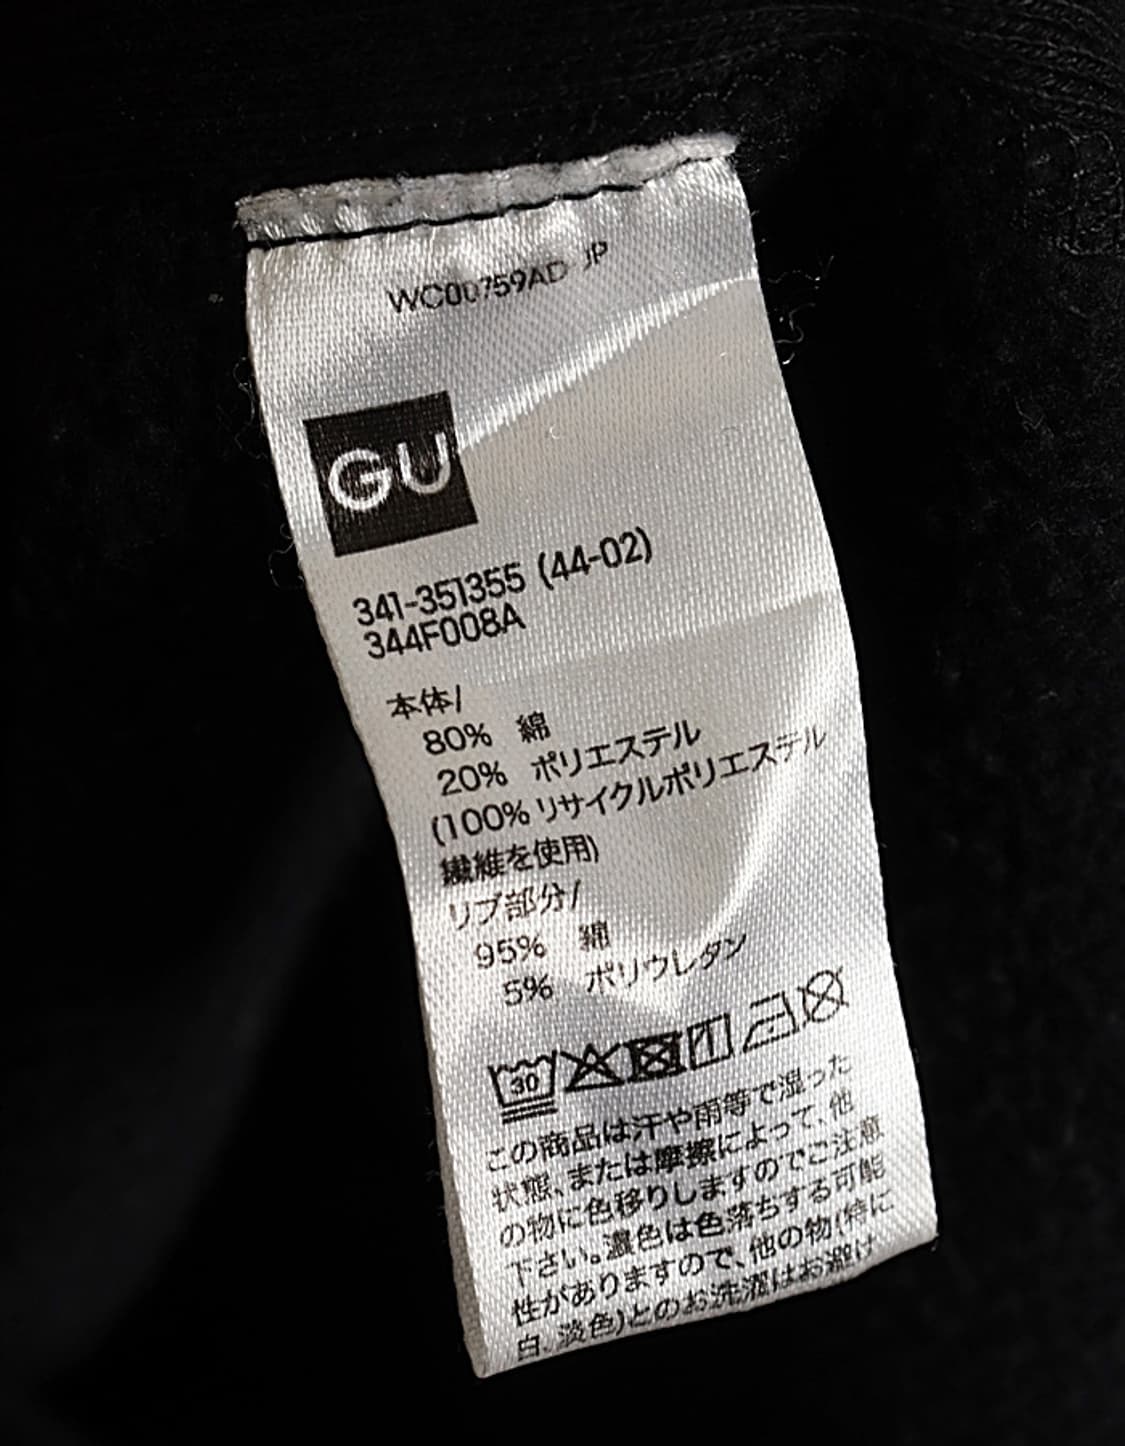 WC00759AD JP
GU
341-351355 (44-02)
344F008A
本体/
80% 綿
20% ポリエステル
(100%リサイクルポリエステル
繊維を使用)
リブ部分/
95% 綿
5% ポリウレタン
30
この商品は汗や雨等で湿った
状態、または摩擦によって、他
の物に色移りしますのでご注意
下さい。濃色は色落ちする可能
性がありますので、他の物(特に
白、淡色)とのお洗濯はお避け